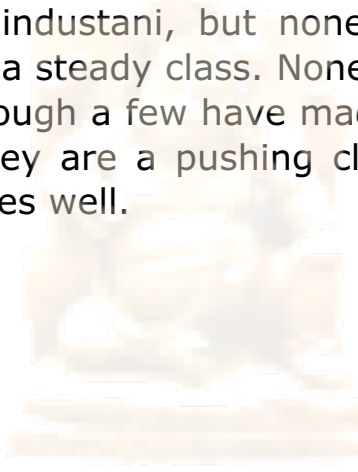 industani, but none
a steady class. None
ough a few have mad
ey are a pushing cl
es well.